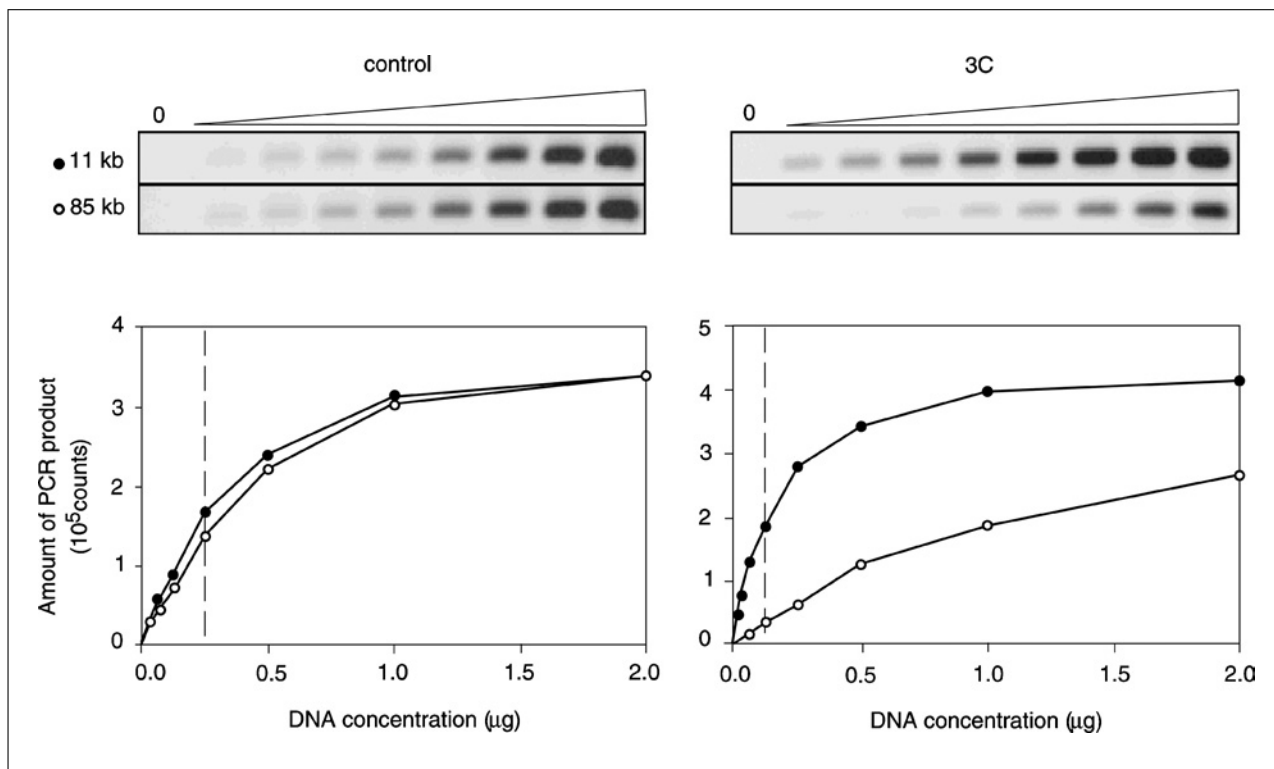 control
0
11 kb
85 kb
3C
0
Amount of PCR product
(10⁵counts)
4
3
2
1
0
0.0 0.5 1.0 1.5 2.0
DNA concentration (µg)
5
4
3
2
1
0
0.0 0.5 1.0 1.5 2.0
DNA concentration (µg)